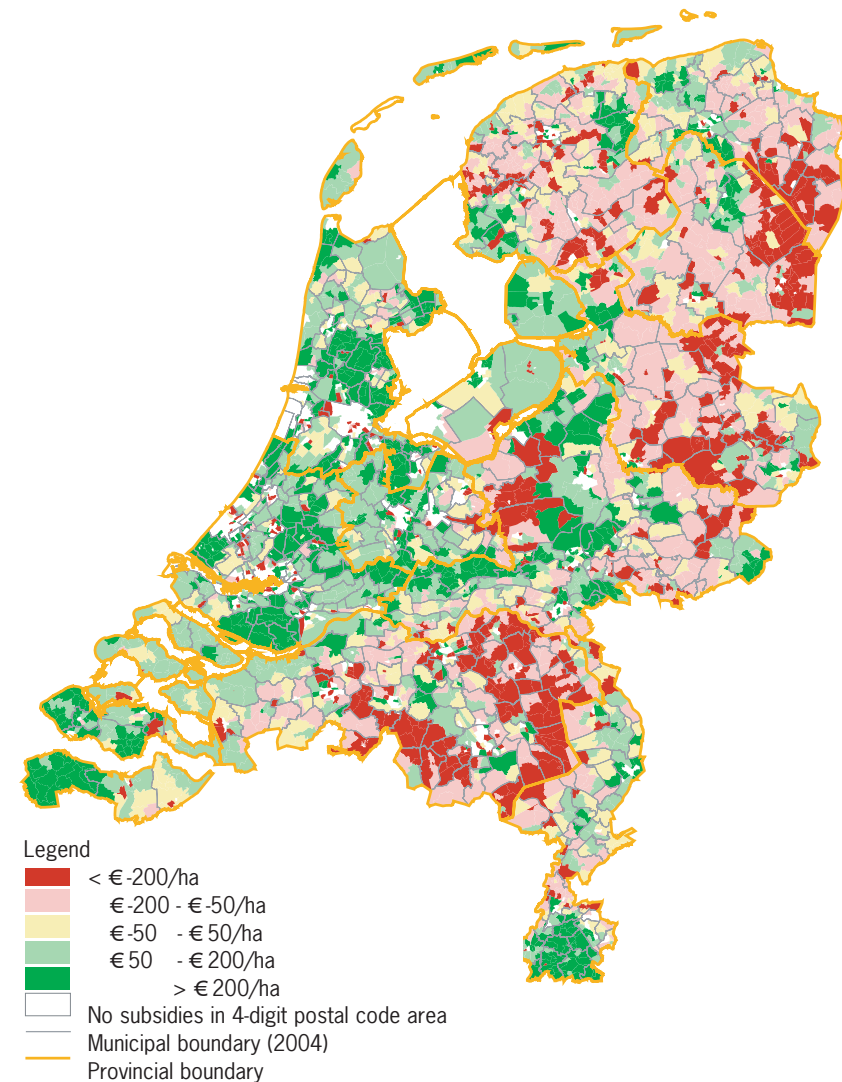 Legend
< € -200/ha
€ -200 - € -50/ha
€ -50 - € 50/ha
€ 50 - € 200/ha
> € 200/ha
No subsidies in 4-digit postal code area
Municipal boundary (2004)
Provincial boundary